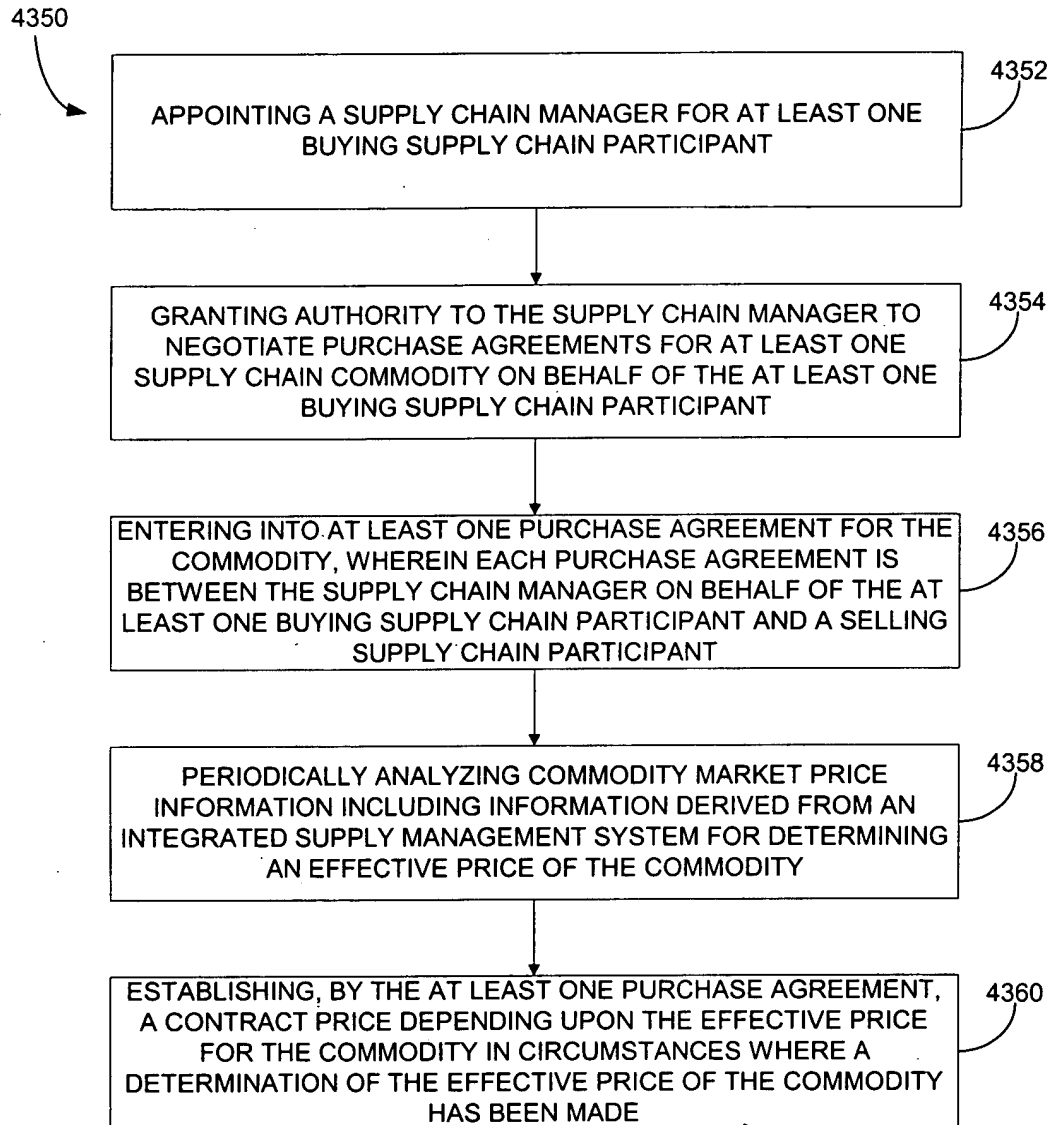 4350
4352
APPOINTING A SUPPLY CHAIN MANAGER FOR AT LEAST ONE
BUYING SUPPLY CHAIN PARTICIPANT
4354
GRANTING AUTHORITY TO THE SUPPLY CHAIN MANAGER TO
NEGOTIATE PURCHASE AGREEMENTS FOR AT LEAST ONE
SUPPLY CHAIN COMMODITY ON BEHALF OF THE AT LEAST ONE
BUYING SUPPLY CHAIN PARTICIPANT
4356
ENTERING INTO AT LEAST ONE PURCHASE AGREEMENT FOR THE
COMMODITY, WHEREIN EACH PURCHASE AGREEMENT IS
BETWEEN THE SUPPLY CHAIN MANAGER ON BEHALF OF THE AT
LEAST ONE BUYING SUPPLY CHAIN PARTICIPANT AND A SELLING
SUPPLY CHAIN PARTICIPANT
4358
PERIODICALLY ANALYZING COMMODITY MARKET PRICE
INFORMATION INCLUDING INFORMATION DERIVED FROM AN
INTEGRATED SUPPLY MANAGEMENT SYSTEM FOR DETERMINING
AN EFFECTIVE PRICE OF THE COMMODITY
4360
ESTABLISHING, BY THE AT LEAST ONE PURCHASE AGREEMENT,
A CONTRACT PRICE DEPENDING UPON THE EFFECTIVE PRICE
FOR THE COMMODITY IN CIRCUMSTANCES WHERE A
DETERMINATION OF THE EFFECTIVE PRICE OF THE COMMODITY
HAS BEEN MADE